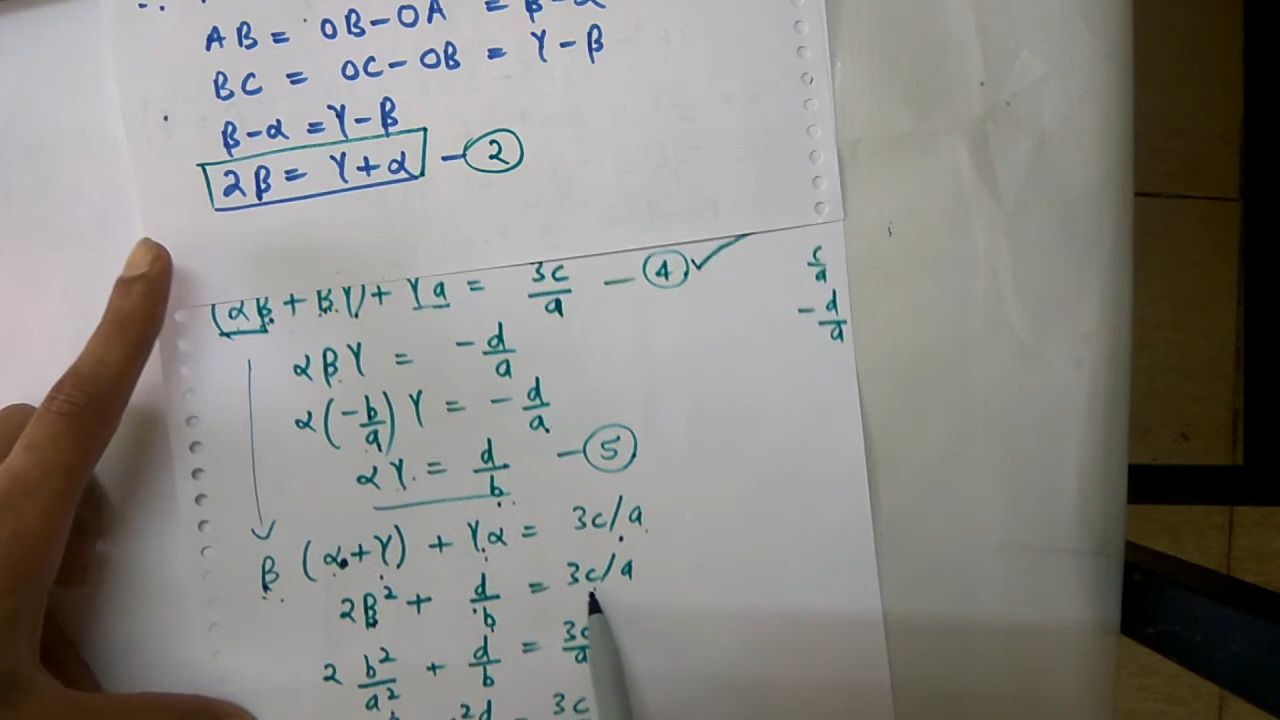 AB = OB-OA = β-α
BC = OC-OB = γ-β
β-α = γ-β
2β = γ+α - 2
(αβ + βγ) + γα = 3c/a - 4 ✓
c/a
-d/a
αβγ = -d/a
α(-b/a)γ = -d/a
αγ = d/b - 5
β (α+γ) + γα = 3c/a
2β² + d/b = 3c/a
2 b²/a² + d/b = 3c/a